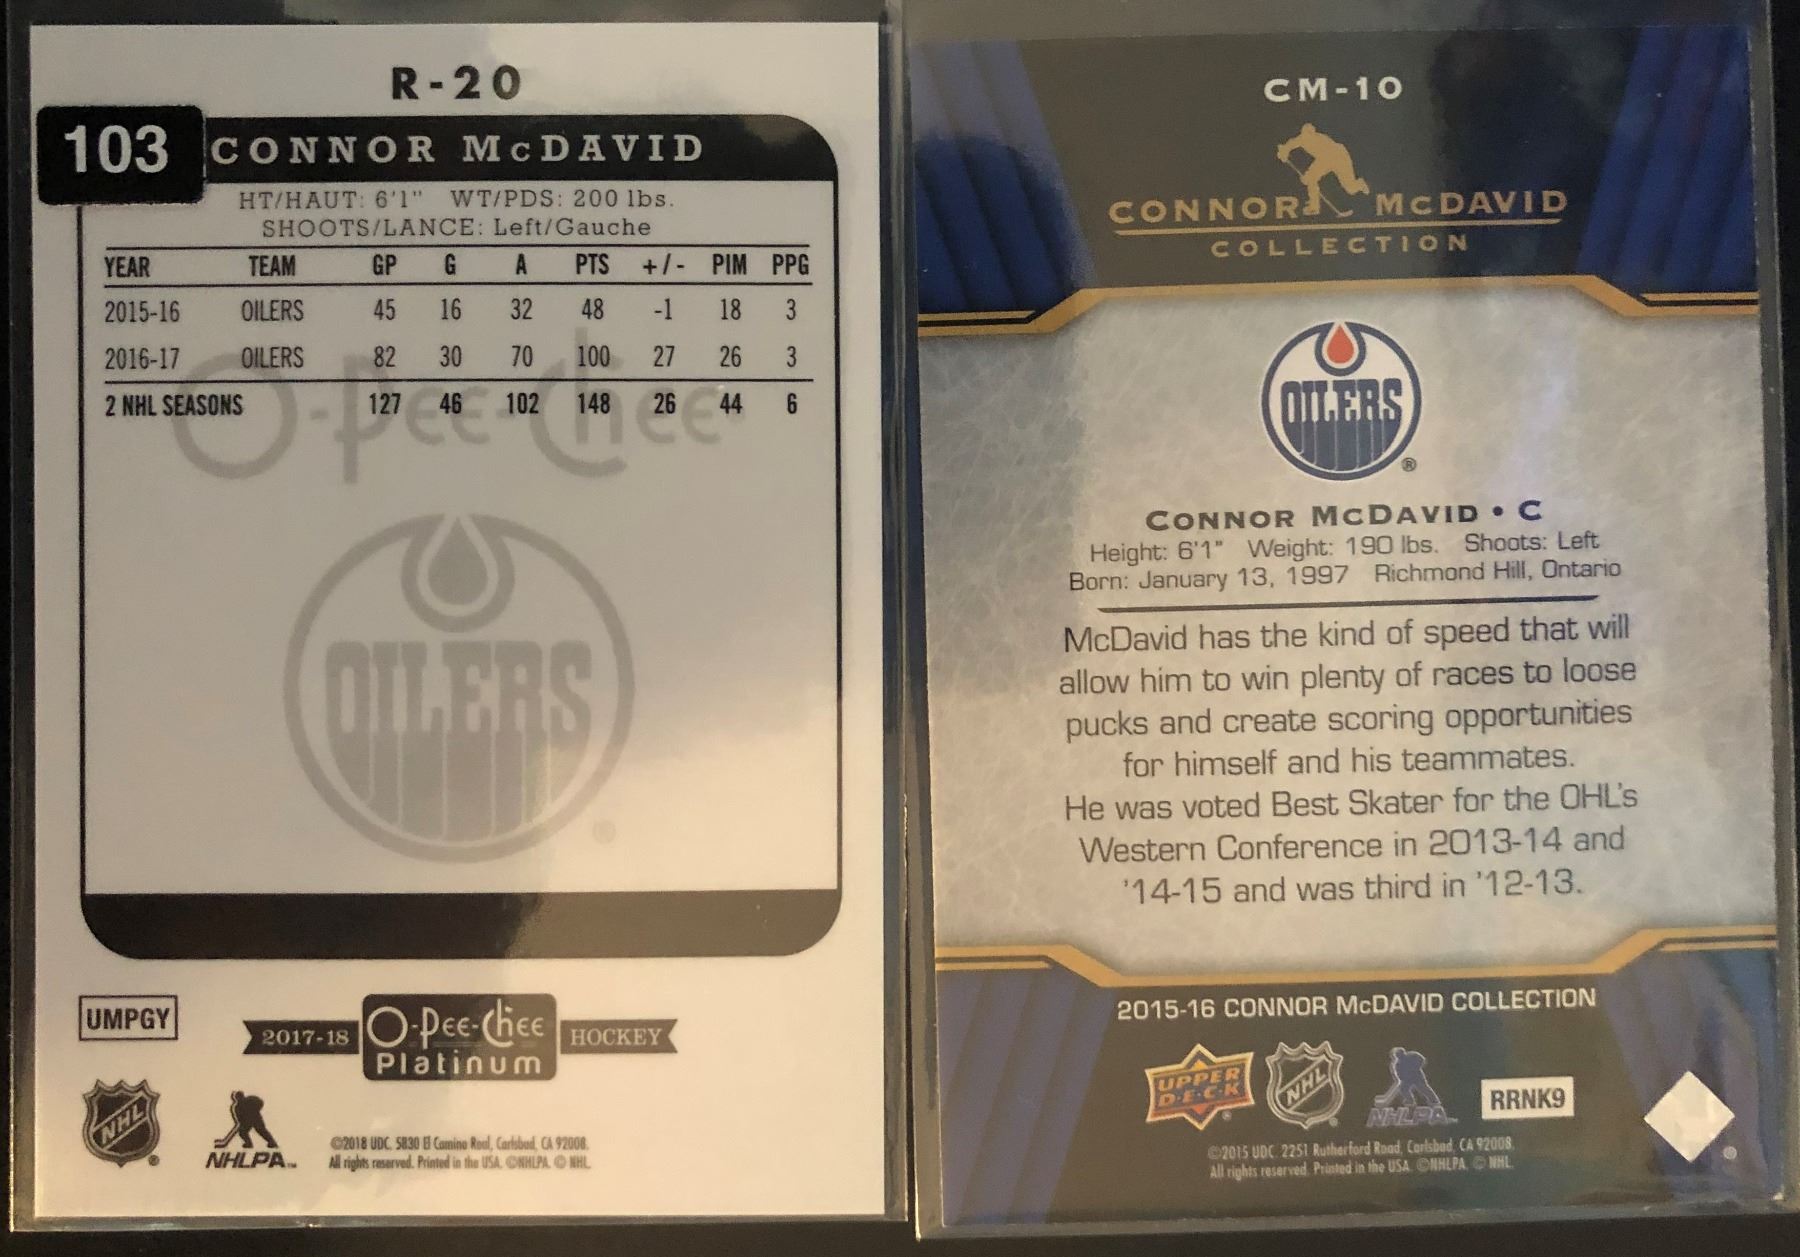 R-20
103
CONNOR McDAVID
HT/HAUT: 6'1" WT/PDS: 200 lbs.
SHOOTS/LANCE: Left/Gauche
YEAR TEAM GP G A PTS +/- PIM PPG
2015-16 OILERS 45 16 32 48 -1 18 3
2016-17 OILERS 82 30 70 100 27 26 3
2 NHL SEASONS 127 46 102 148 26 44 6
O-Pee-Chee
OILERS
®
UMPGY
2017-18 O-Pee-Chee HOCKEY
Platinum
NHL ®
NHLPA™
©2018 UDC. 5830 El Camino Real, Carlsbad, CA 92008.
All rights reserved. Printed in the USA. ©NHLPA. © NHL
CM-10
CONNOR McDAVID
COLLECTION
OILERS
®
CONNOR McDAVID • C
Height: 6'1" Weight: 190 lbs. Shoots: Left
Born: January 13, 1997 Richmond Hill, Ontario
McDavid has the kind of speed that will
allow him to win plenty of races to loose
pucks and create scoring opportunities
for himself and his teammates.
He was voted Best Skater for the OHL's
Western Conference in 2013-14 and
'14-15 and was third in '12-13.
2015-16 CONNOR McDAVID COLLECTION
UPPER
D·E·C·K
NHL
NHLPA
RRNK9
©2015 UDC. 2251 Rutherford Road, Carlsbad, CA 92008.
All rights reserved. Printed in the USA. ©NHLPA. © NHL